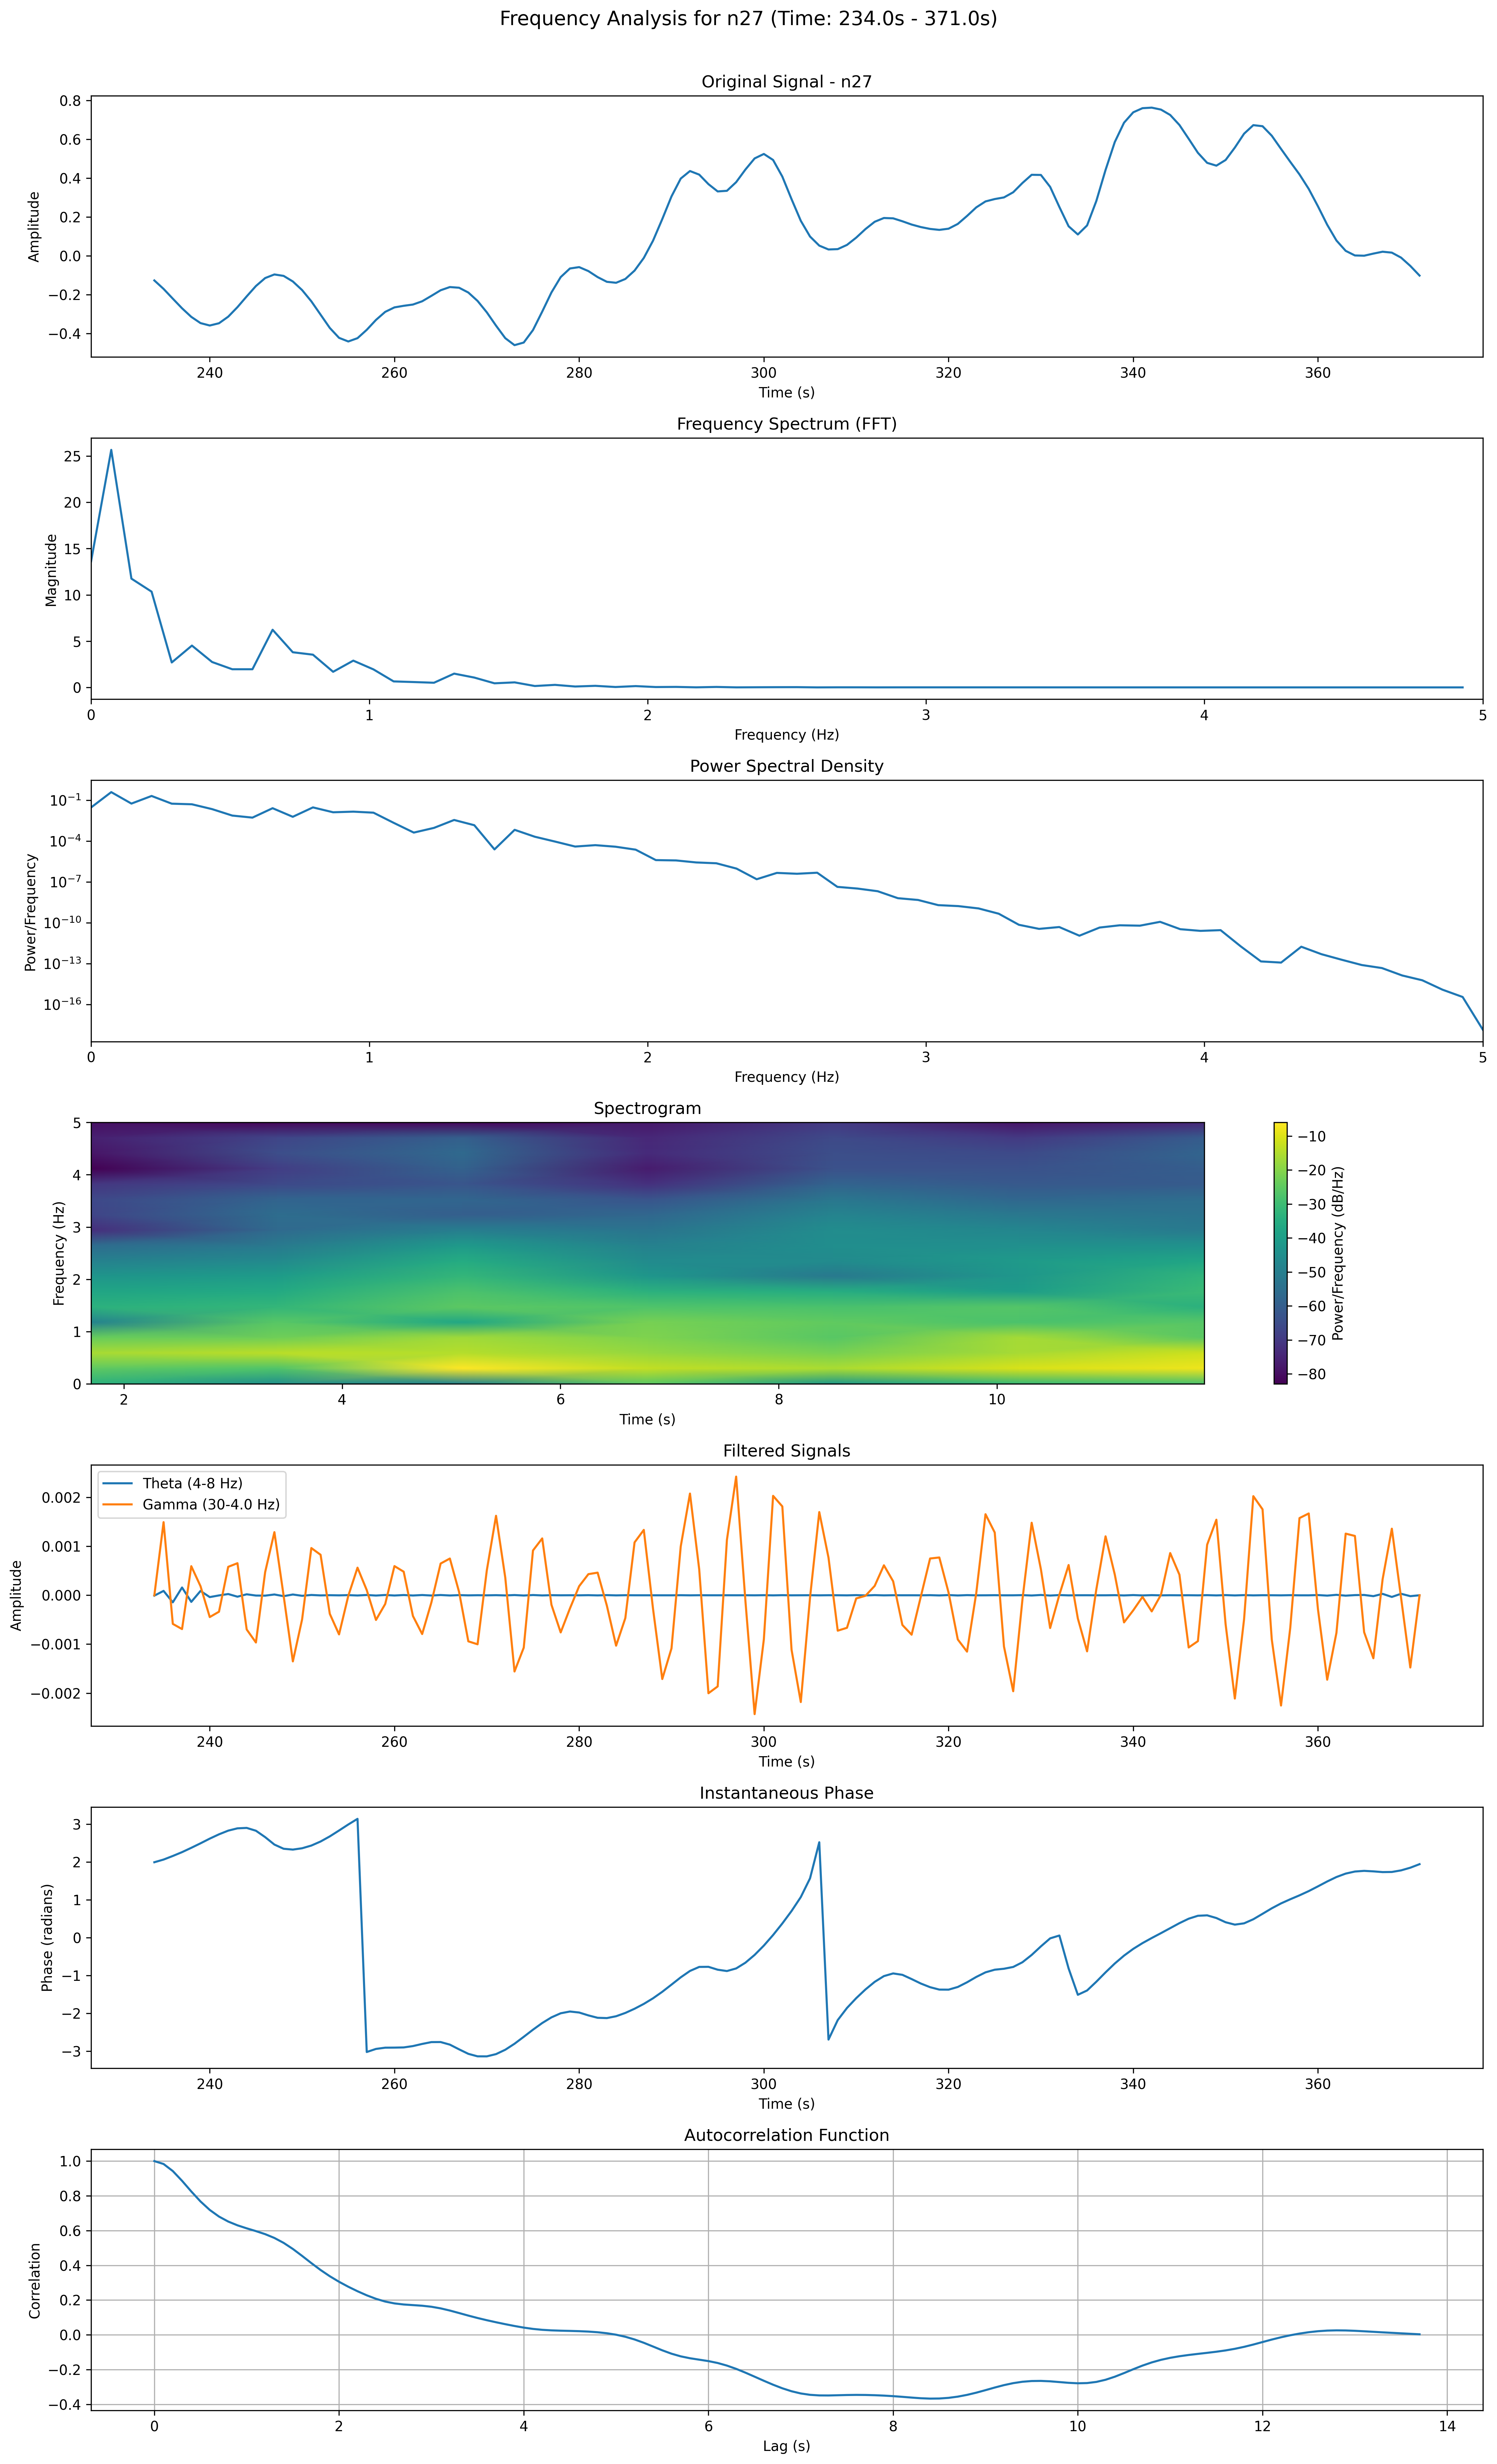 Frequency Analysis for n27 (Time: 234.0s - 371.0s)
Original Signal - n27
0.8
0.6
0.4
0.2
0.0
−0.2
−0.4
Amplitude
240 260 280 300 320 340 360
Time (s)
Frequency Spectrum (FFT)
25
20
15
10
5
0
Magnitude
0 1 2 3 4 5
Frequency (Hz)
Power Spectral Density
10⁻¹
10⁻⁴
10⁻⁷
10⁻¹⁰
10⁻¹³
10⁻¹⁶
Power/Frequency
0 1 2 3 4 5
Frequency (Hz)
Spectrogram
5
4
3
2
1
0
Frequency (Hz)
2 4 6 8 10
Time (s)
−10
−20
−30
−40
−50
−60
−70
−80
Power/Frequency (dB/Hz)
Filtered Signals
Theta (4-8 Hz)
Gamma (30-4.0 Hz)
0.002
0.001
0.000
−0.001
−0.002
Amplitude
240 260 280 300 320 340 360
Time (s)
Instantaneous Phase
3
2
1
0
−1
−2
−3
Phase (radians)
240 260 280 300 320 340 360
Time (s)
Autocorrelation Function
1.0
0.8
0.6
0.4
0.2
0.0
−0.2
−0.4
Correlation
0 2 4 6 8 10 12 14
Lag (s)